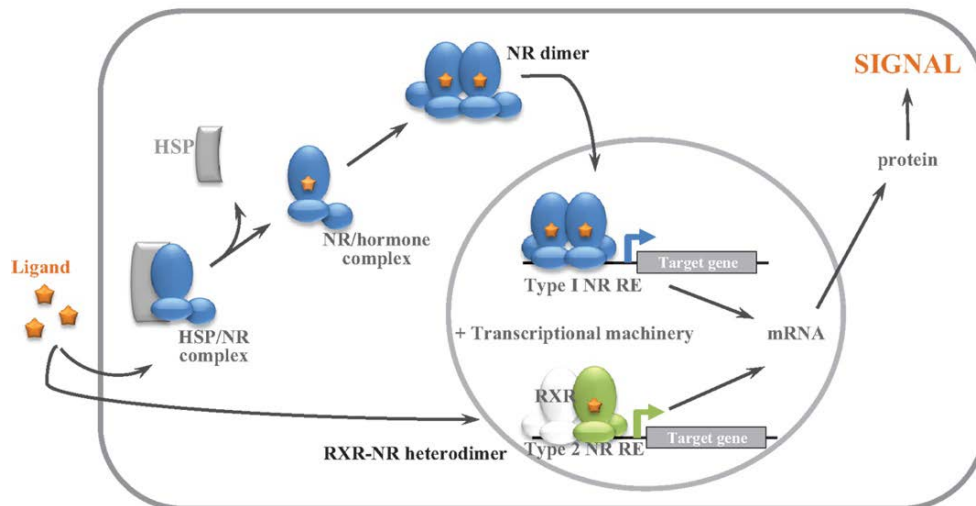 NR dimer
SIGNAL
HSP
protein
NR/hormone
complex
Ligand
Target gene
Type I NR RE
HSP/NR
complex
+ Transcriptional machinery
mRNA
RXR
Target gene
Type 2 NR RE
RXR-NR heterodimer